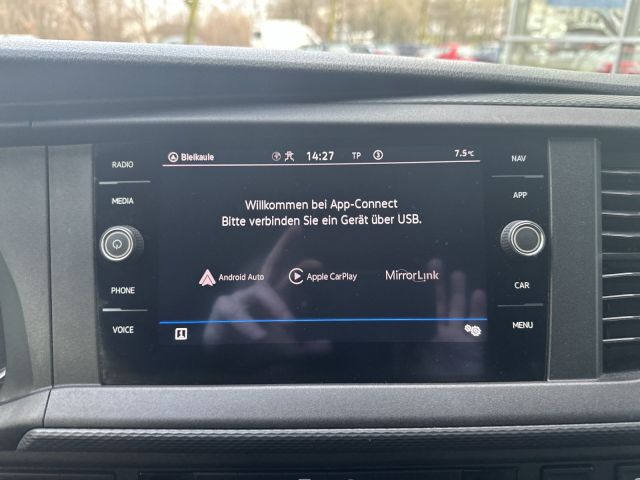 Bleikaule 14:27 TP 7.5°C
RADIO
MEDIA
PHONE
VOICE
Willkommen bei App-Connect
Bitte verbinden Sie ein Gerät über USB.
Android Auto Apple CarPlay MirrorLink
NAV
APP
CAR
MENU